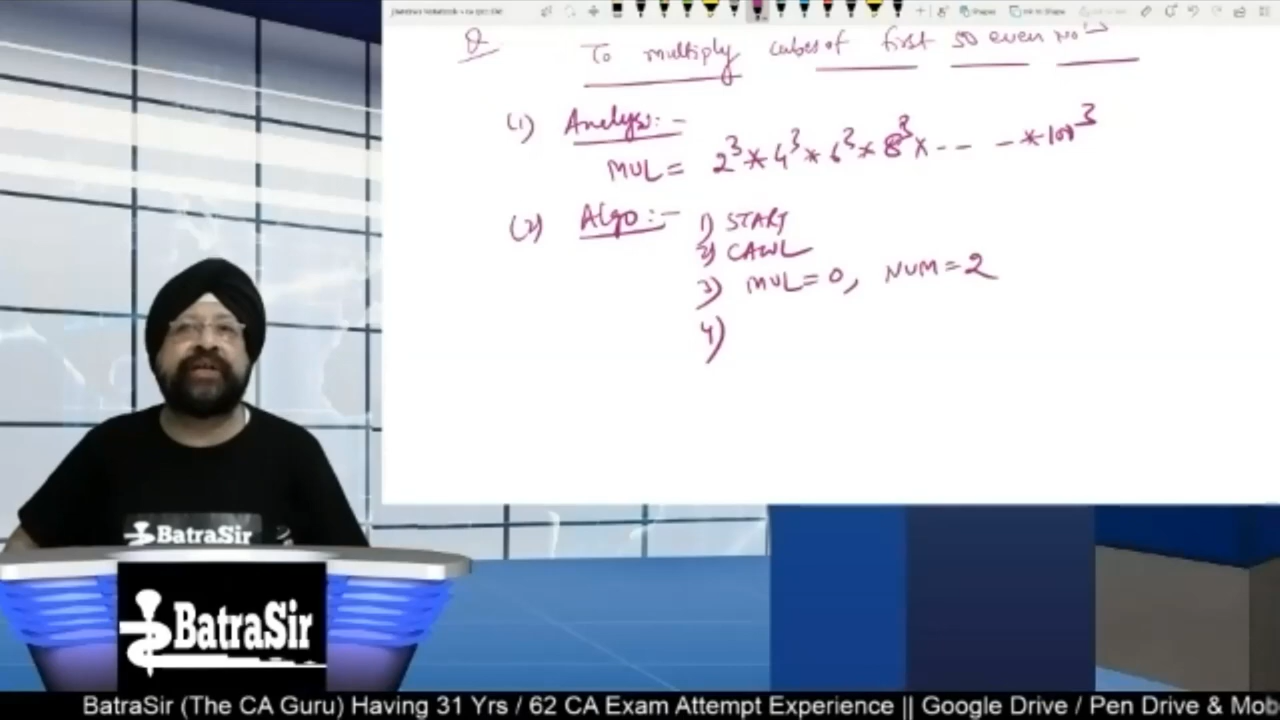 Q
To multiply cubes of first 50 even No's
(1) Analysis:-
MUL = 2³ * 4³ * 6³ * 8³ * -- - * 100³
(2) Algo:- 1) START
2) CAWL
3) MUL = 0, NUM = 2
4)
BatraSir
BatraSir
BatraSir (The CA Guru) Having 31 Yrs / 62 CA Exam Attempt Experience || Google Drive / Pen Drive & Mob